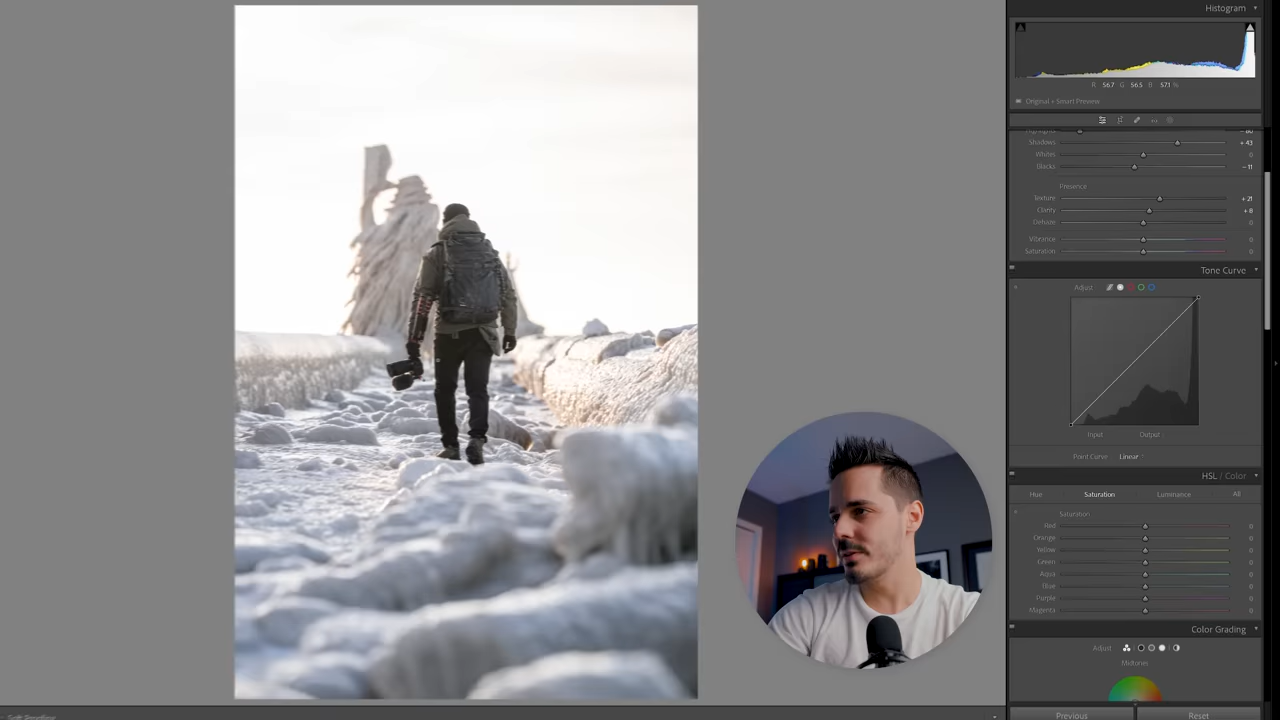 Histogram
R 56.7 G 56.5 B 57.1 %
Original + Smart Preview
Highlights −80
Shadows +43
Whites 0
Blacks −11
Presence
Texture +21
Clarity +8
Dehaze 0
Vibrance 0
Saturation 0
Tone Curve
Adjust
Input Output
Point Curve Linear
HSL / Color
Hue Saturation Luminance All
Saturation
Red 0
Orange 0
Yellow 0
Green 0
Aqua 0
Blue 0
Purple 0
Magenta 0
Color Grading
Adjust
Midtones
Previous Reset